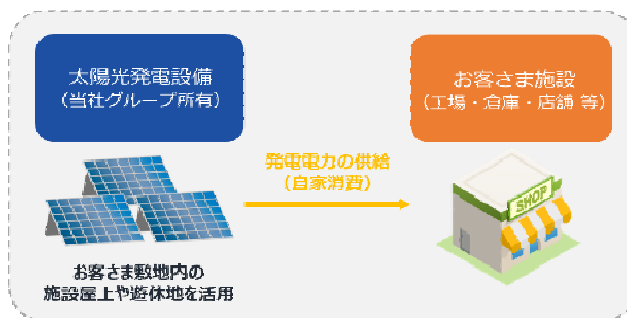 太陽光発電設備
（当社グループ所有）
お客さま施設
（工場・倉庫・店舗 等）
発電電力の供給
（自家消費）
SHOP
お客さま敷地内の
施設屋上や遊休地を活用